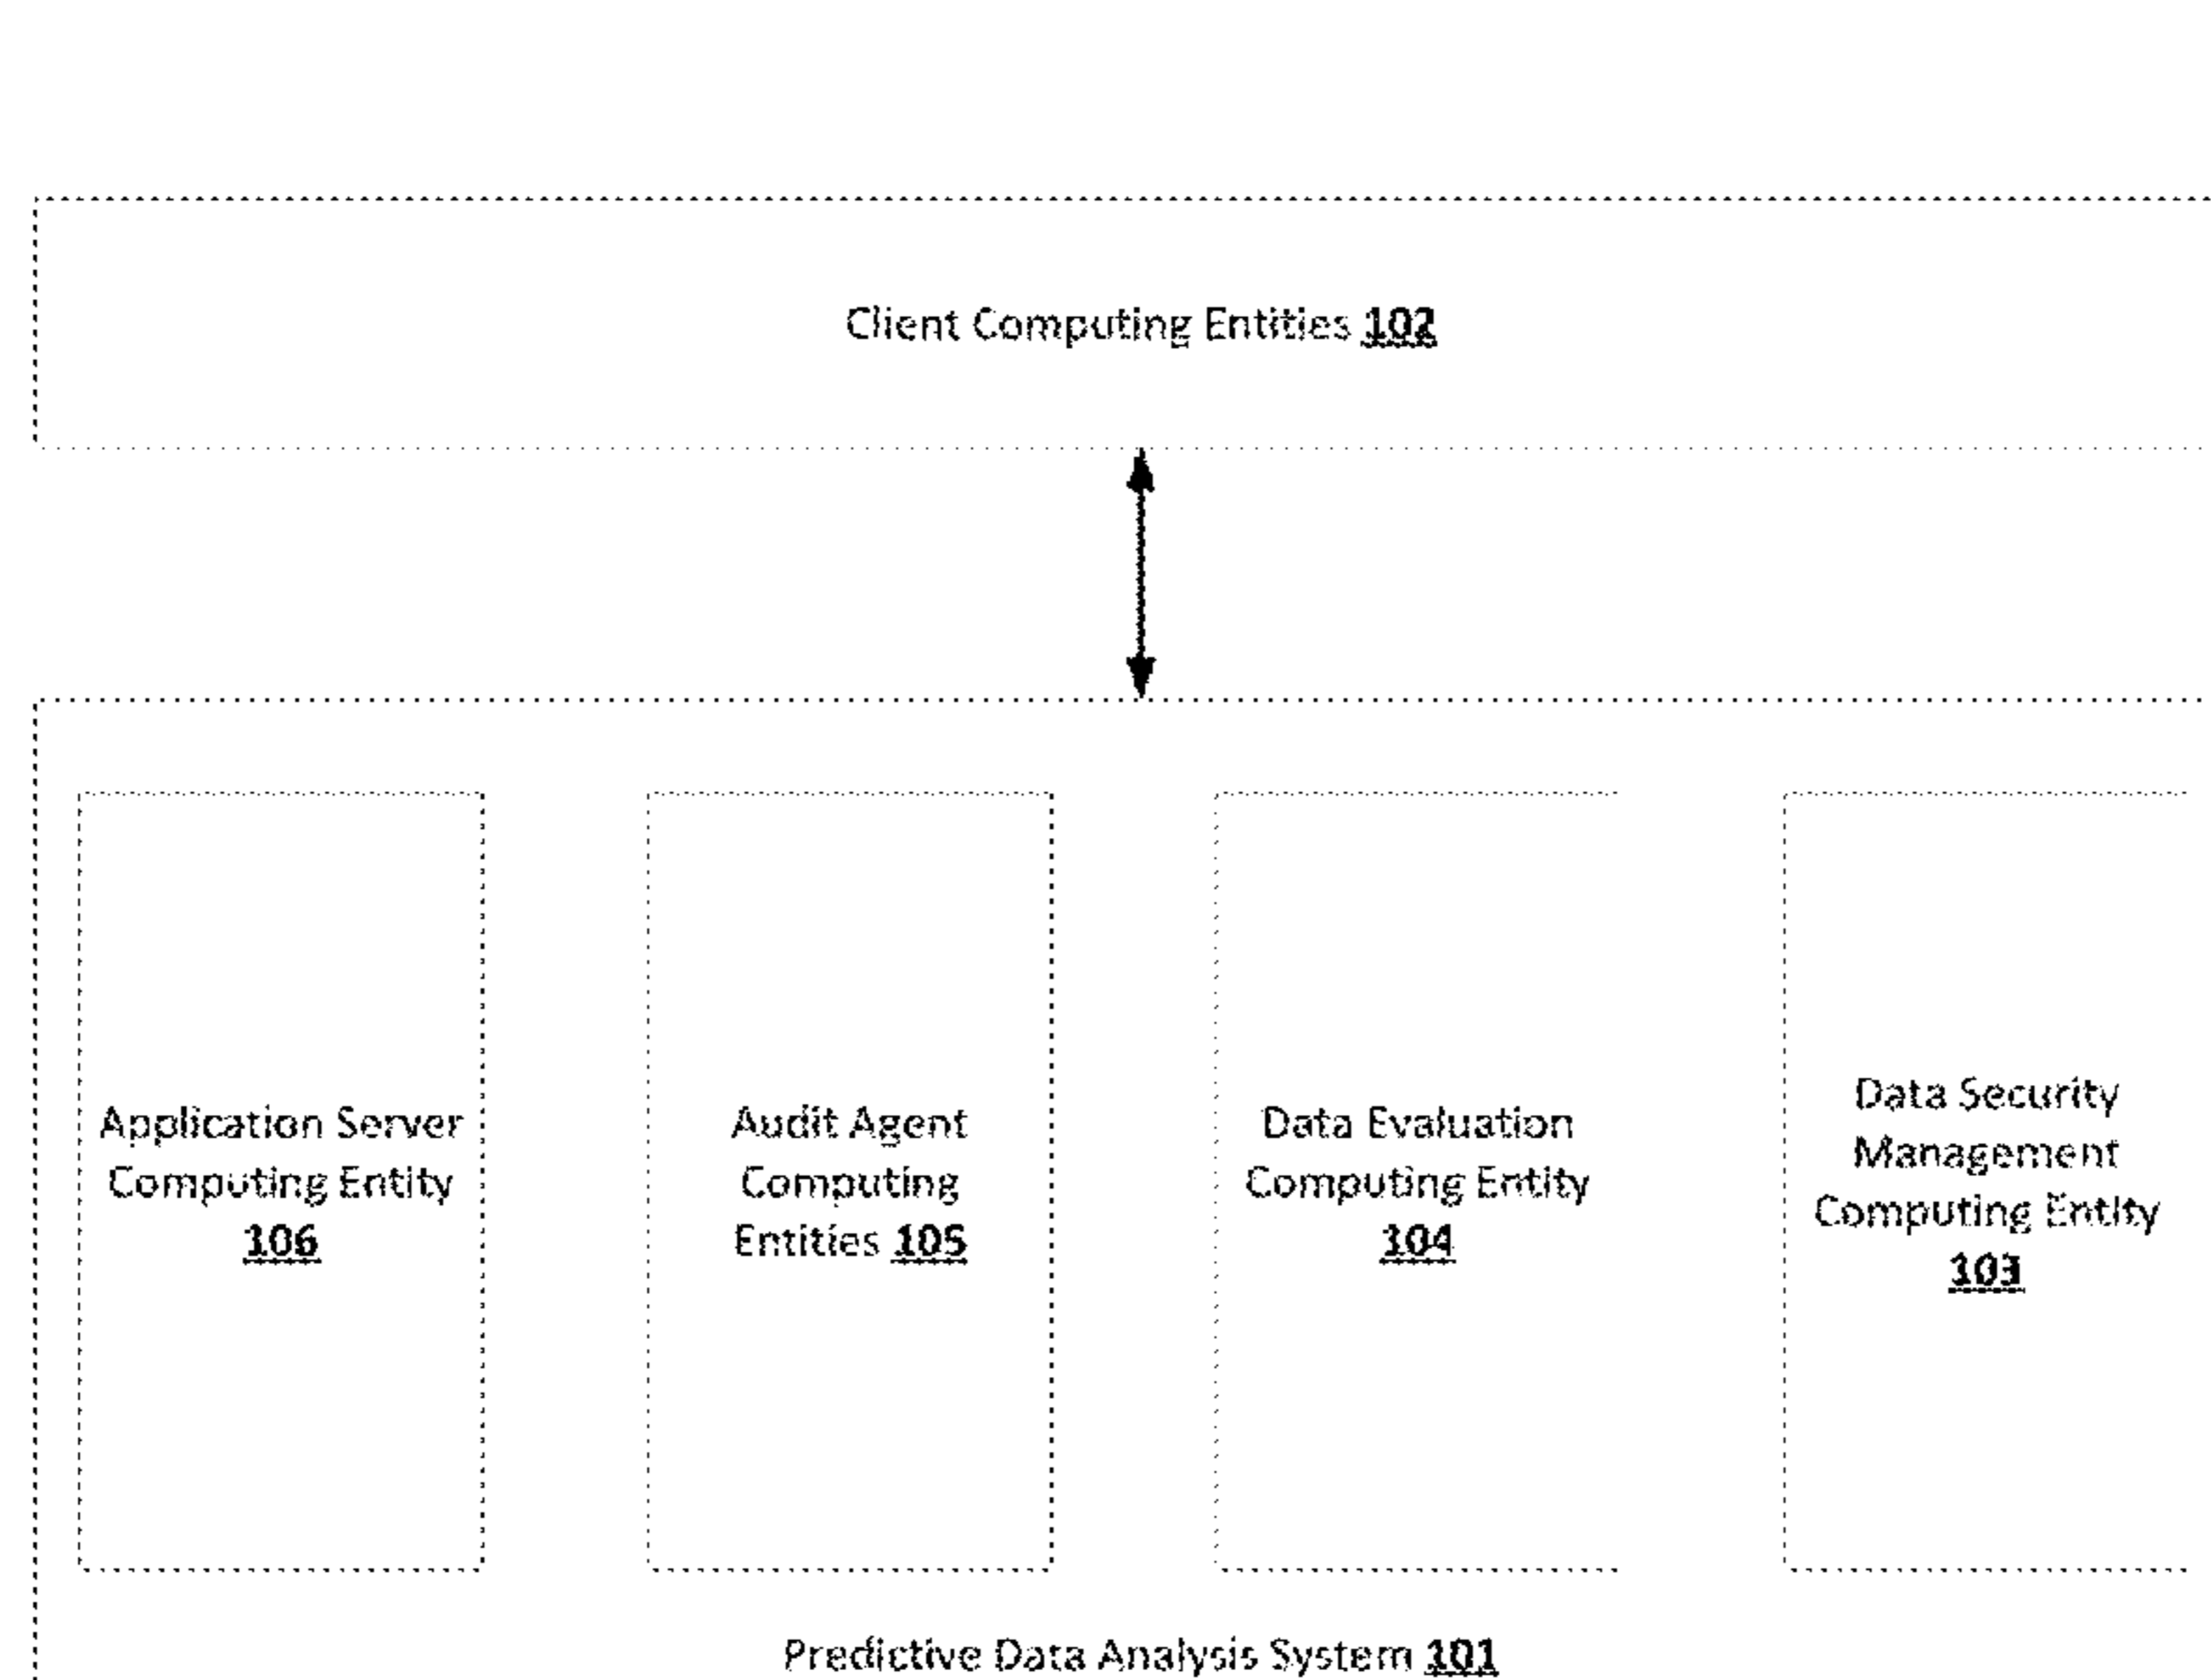 Client Computing Entities 102
Application Server
Computing Entity
106
Audit Agent
Computing
Entities 105
Data Evaluation
Computing Entity
104
Data Security
Management
Computing Entity
103
Predictive Data Analysis System 101